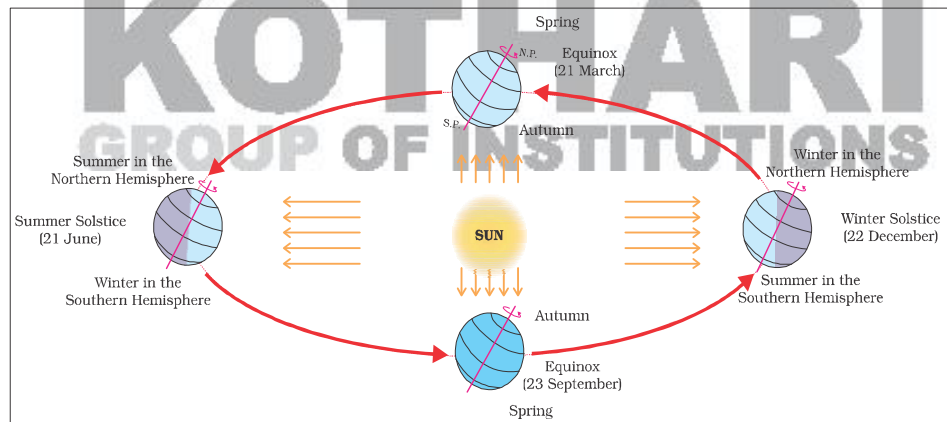 KOTHARI
GROUP OF INSTITUTIONS
Spring
N.P.
Equinox
(21 March)
S.P.
Autumn
Summer in the
Northern Hemisphere
Winter in the
Northern Hemisphere
Summer Solstice
(21 June)
SUN
Winter Solstice
(22 December)
Winter in the
Southern Hemisphere
Summer in the
Southern Hemisphere
Autumn
Equinox
(23 September)
Spring